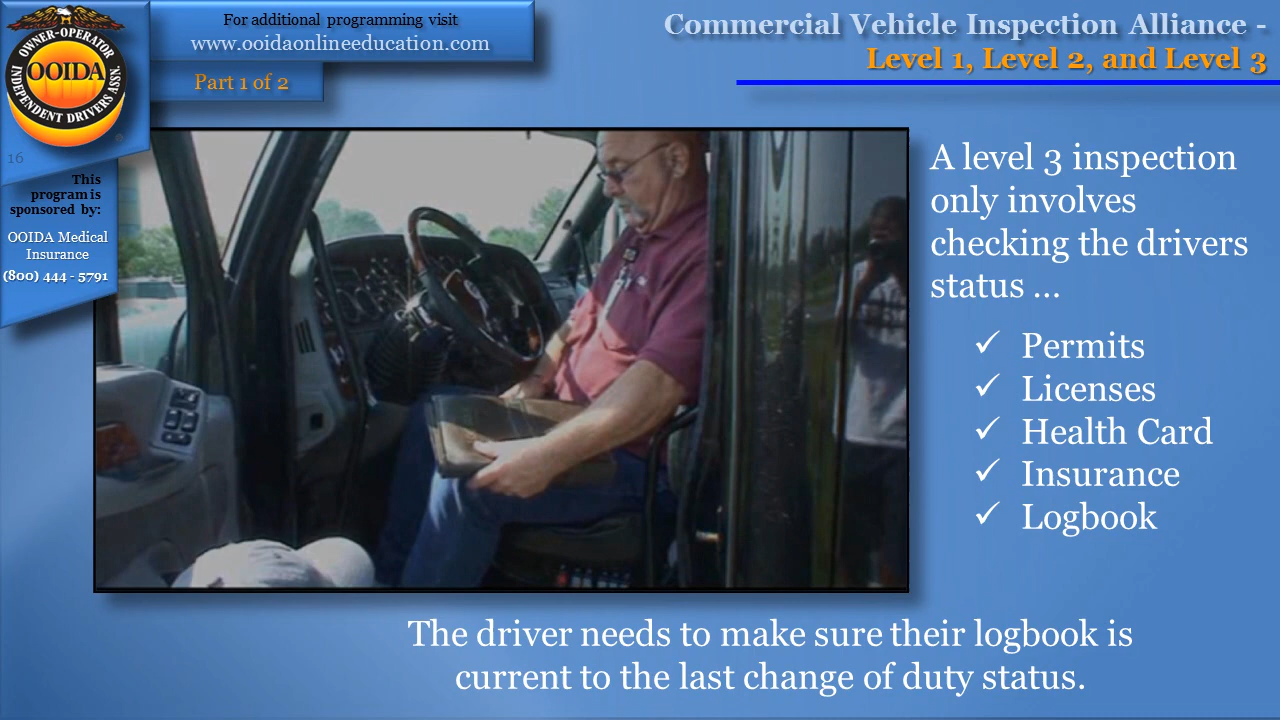 OWNER-OPERATOR
OOIDA
INDEPENDENT DRIVERS ASSN.
®
For additional programming visit
www.ooidaonlineeducation.com
Part 1 of 2
Commercial Vehicle Inspection Alliance -
Level 1, Level 2, and Level 3
16
This
program is
sponsored by:
OOIDA Medical
Insurance
(800) 444 - 5791
A level 3 inspection
only involves
checking the drivers
status ...
✓ Permits
✓ Licenses
✓ Health Card
✓ Insurance
✓ Logbook
The driver needs to make sure their logbook is
current to the last change of duty status.